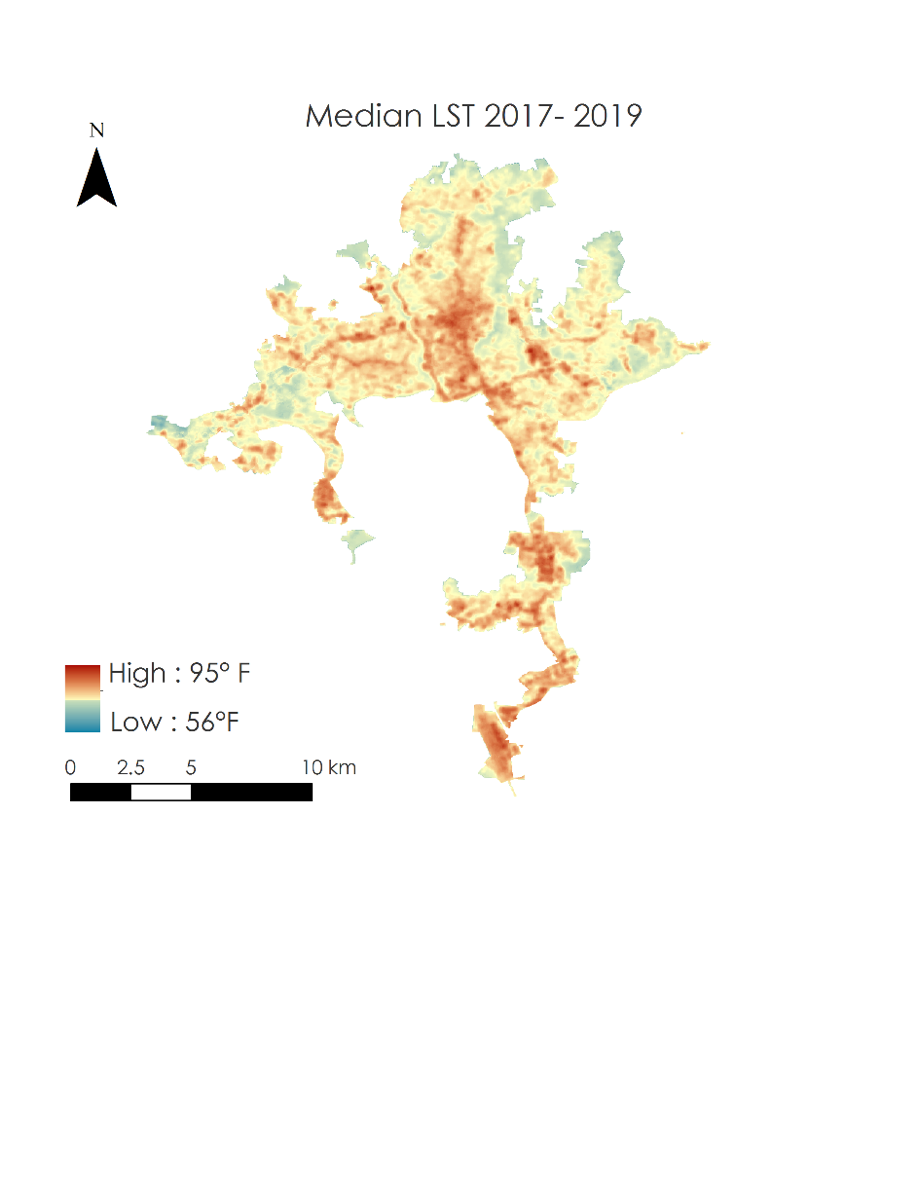 Median LST 2017- 2019
N
High : 95° F
Low : 56°F
0 2.5 5 10 km